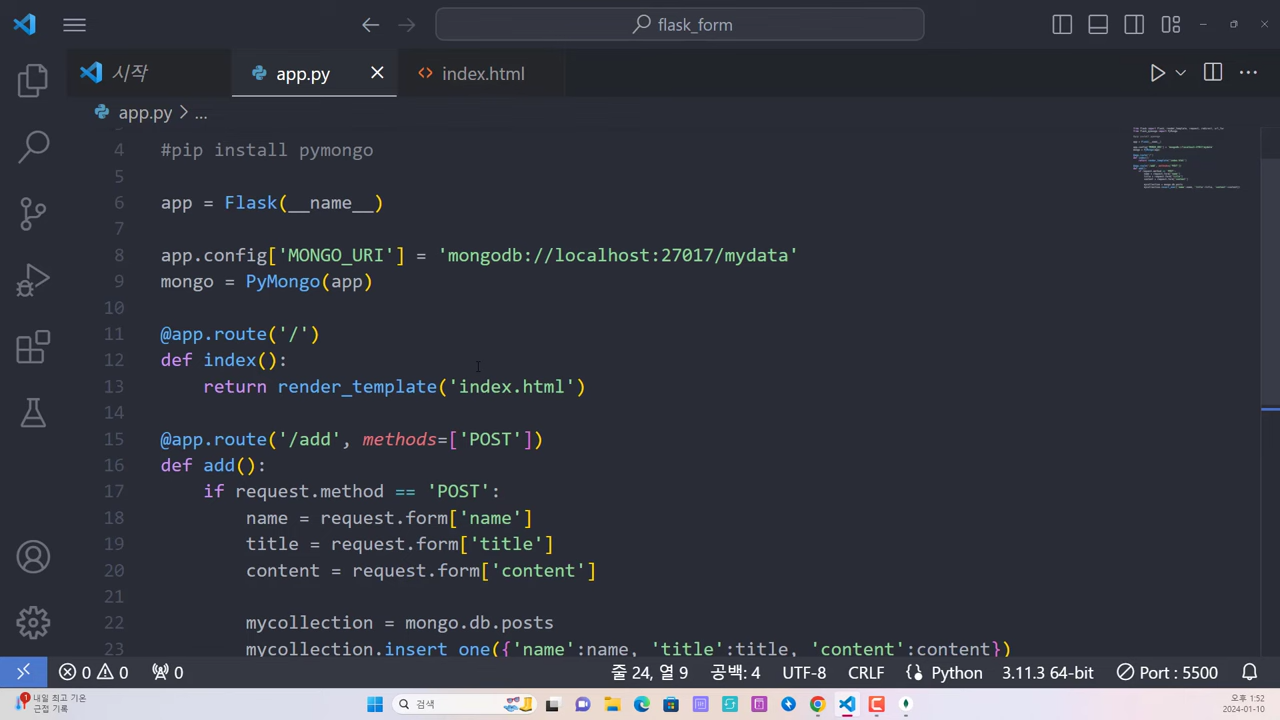 flask_form
시작
app.py
index.html
app.py > ...
4 #pip install pymongo
5
6 app = Flask(__name__)
7
8 app.config['MONGO_URI'] = 'mongodb://localhost:27017/mydata'
9 mongo = PyMongo(app)
10
11 @app.route('/')
12 def index():
13 return render_template('index.html')
14
15 @app.route('/add', methods=['POST'])
16 def add():
17 if request.method == 'POST':
18 name = request.form['name']
19 title = request.form['title']
20 content = request.form['content']
21
22 mycollection = mongo.db.posts
23 mycollection.insert_one({'name':name, 'title':title, 'content':content})
0 0 0 줄 24, 열 9 공백: 4 UTF-8 CRLF Python 3.11.3 64-bit Port : 5500
내일 최고 기온
근접 기록
1
검색
오후 1:52
2024-01-10